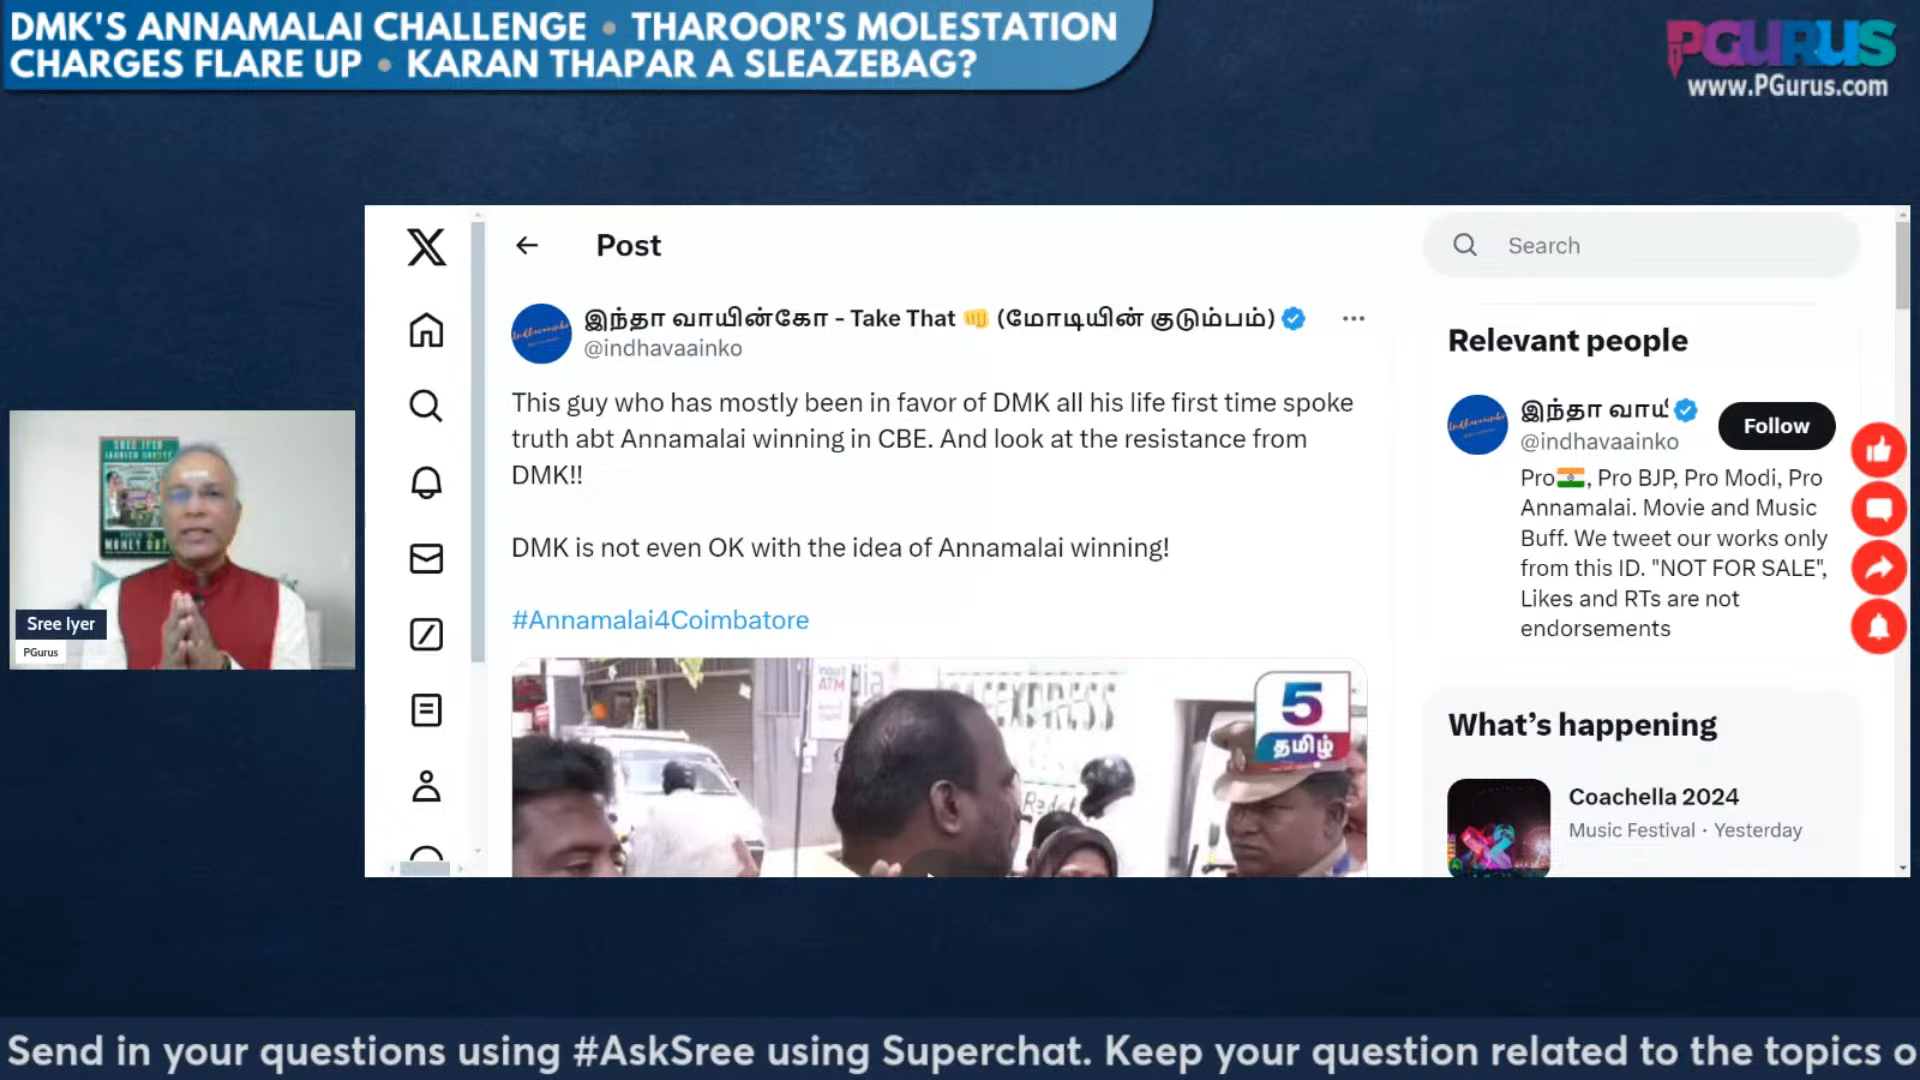 DMK'S ANNAMALAI CHALLENGE • THAROOR'S MOLESTATION
CHARGES FLARE UP • KARAN THAPAR A SLEAZEBAG?
PGURUS
www.PGurus.com
Post
Search
இந்தா வாயின்கோ - Take That 👊 (மோடியின் குடும்பம்)
@indhavaainko
This guy who has mostly been in favor of DMK all his life first time spoke
truth abt Annamalai winning in CBE. And look at the resistance from
DMK!!
DMK is not even OK with the idea of Annamalai winning!
#Annamalai4Coimbatore
ATM
EXPRESS
5
தமிழ்
Relevant people
இந்தா வாயி
@indhavaainko
Follow
Pro🇮🇳, Pro BJP, Pro Modi, Pro
Annamalai. Movie and Music
Buff. We tweet our works only
from this ID. "NOT FOR SALE",
Likes and RTs are not
endorsements
What's happening
Coachella 2024
Music Festival · Yesterday
SREE IYER
MONEY
Sree Iyer
PGurus
Send in your questions using #AskSree using Superchat. Keep your question related to the topics o